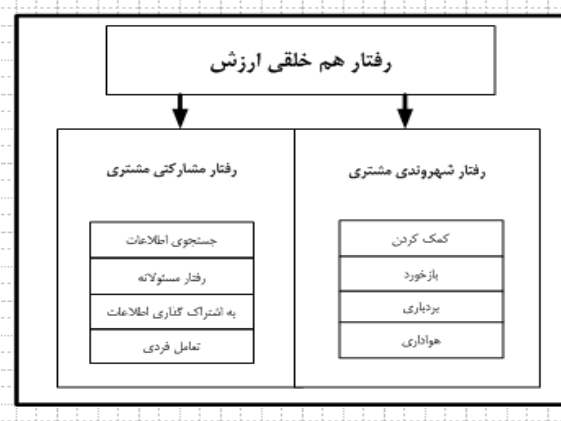 رفتار هم خلقی ارزش
رفتار شهروندی مشتری
کمک کردن
بازخورد
بردباری
هواداری
رفتار مشارکتی مشتری
جستجوی اطلاعات
رفتار مسئولانه
به اشتراک گذاری اطلاعات
تعامل فردی